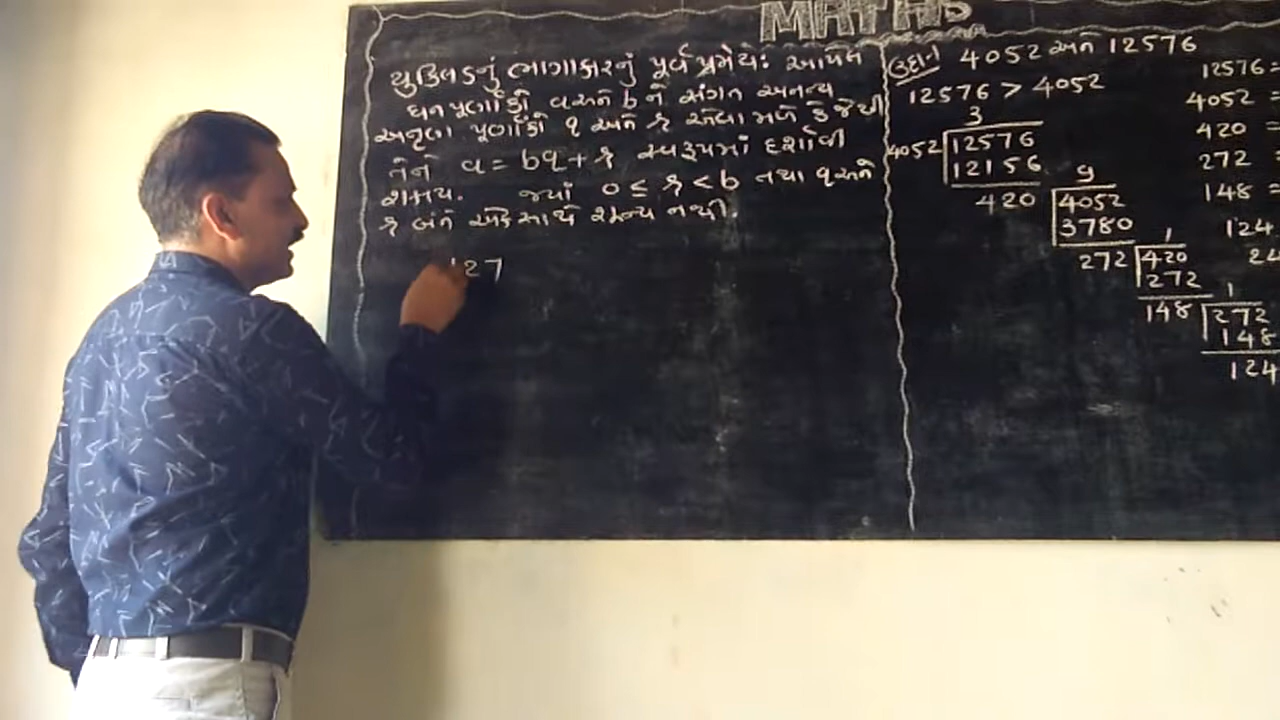 MATHS
યુક્લિડનું ભાગાકારનું પૂર્વ પ્રમેય: આપેલ
ધન પૂર્ણાંકો a અને b ને સંગત અનન્ય
અનૃણ પૂર્ણાંકો q અને r એવા મળે કે જેથી
તેને a = bq + r સ્વરૂપમાં દર્શાવી
શકાય. જ્યાં 0 ≤ r < b તથા q અને
r બંને એક સાથે શૂન્ય નથી.
127
ઉદા 4052 અને 12576
12576 > 4052
3
4052 12576
12156
420
9
4052
3780
272
1
420
272
148
1
272
148
124
12576 =
4052 =
420 =
272 =
148 =
124
24